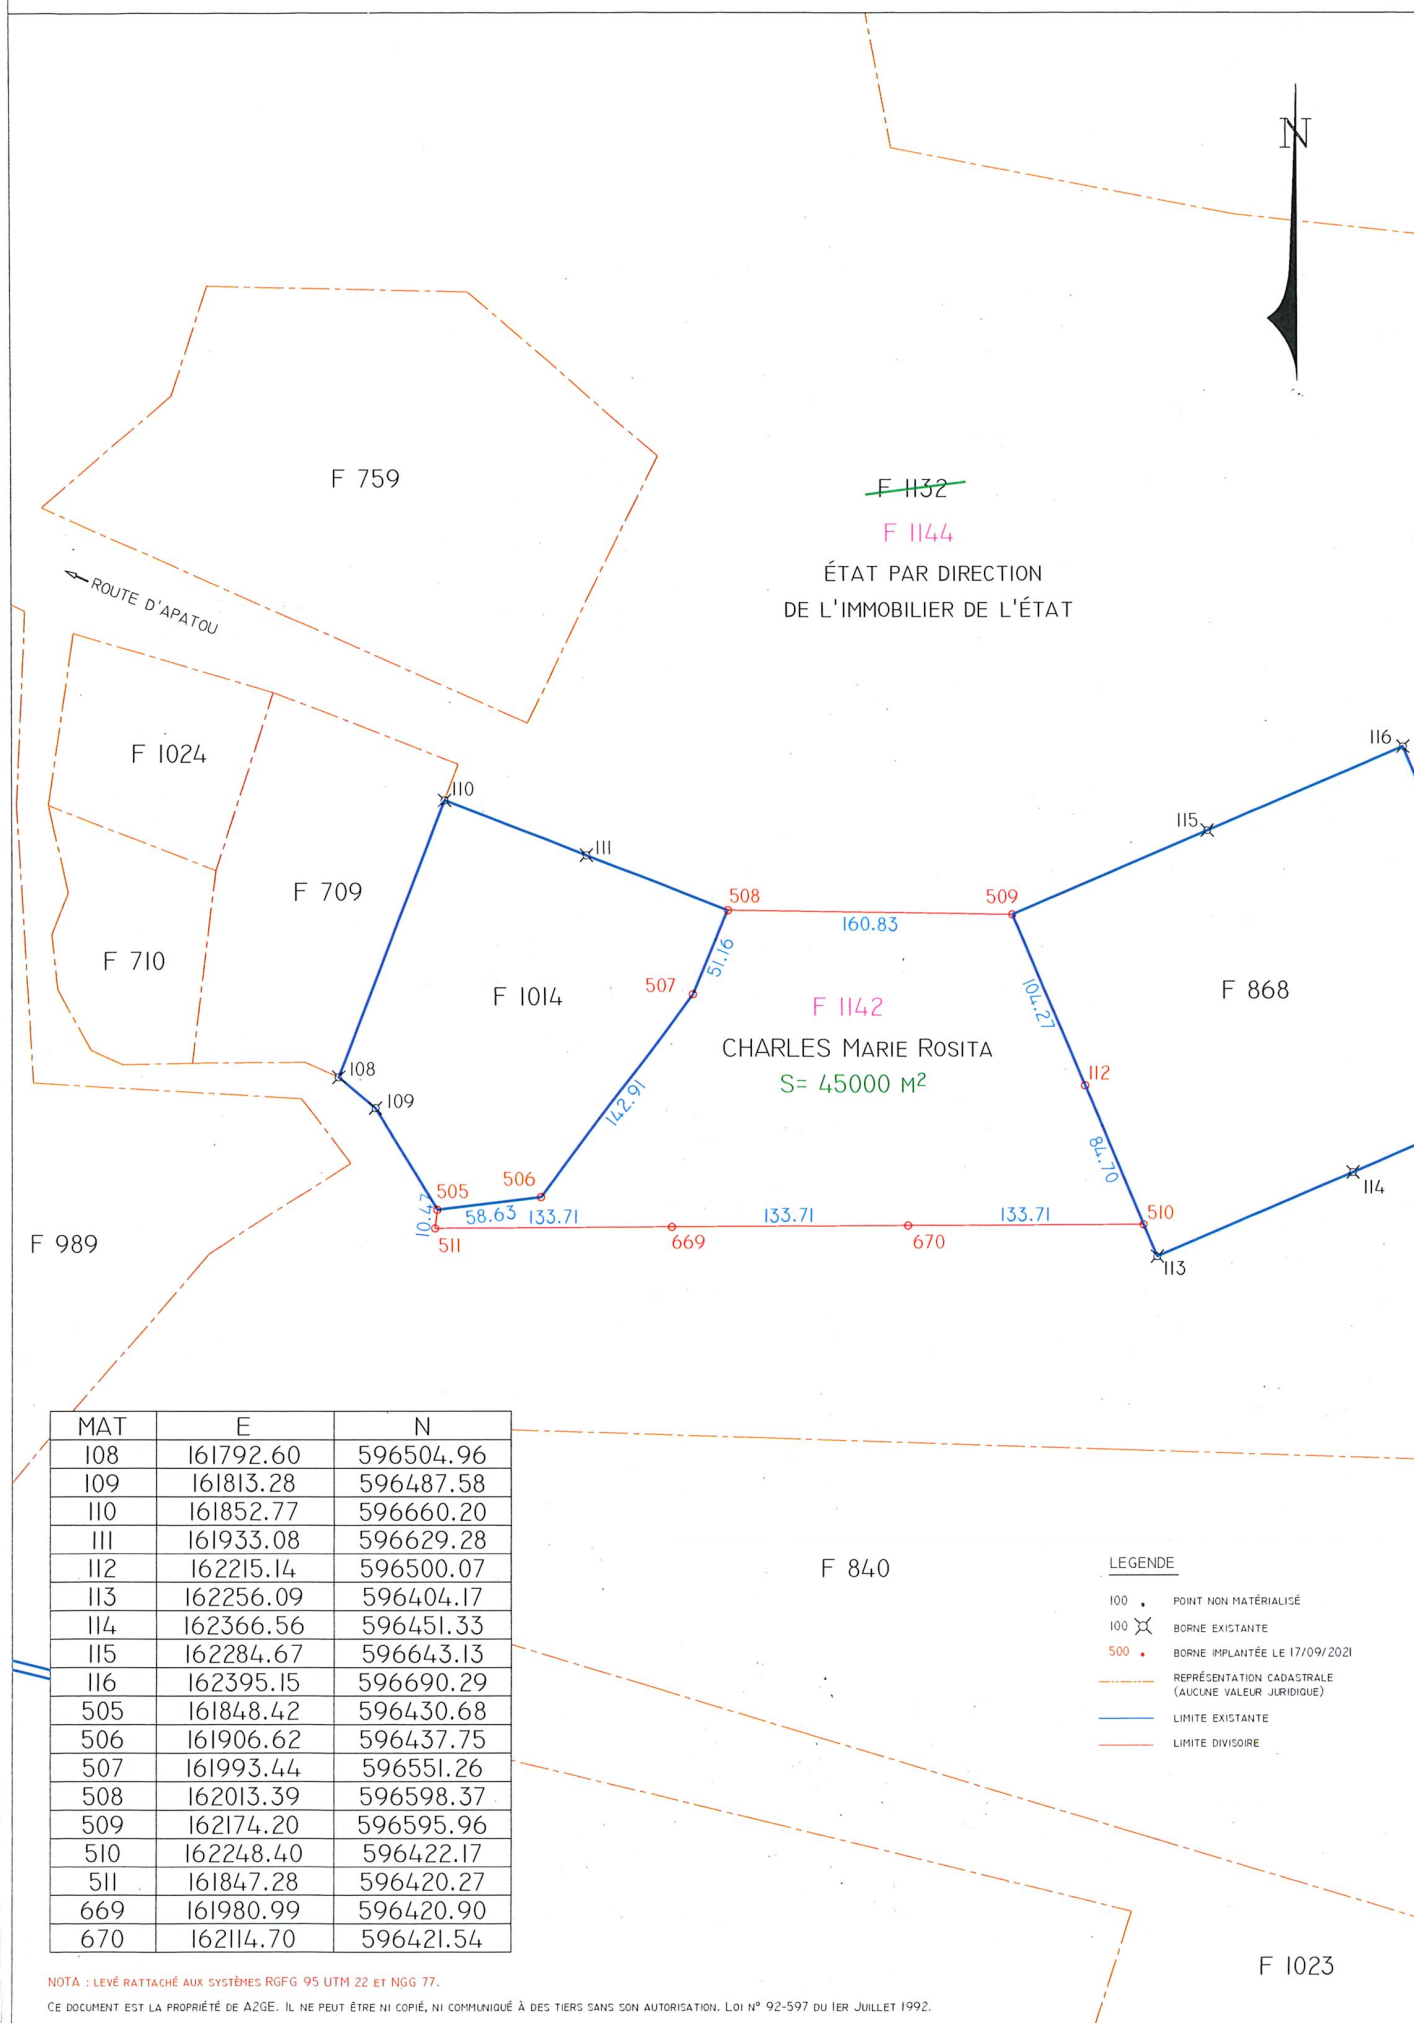 N
F 759
F 1132
F 1144
ÉTAT PAR DIRECTION
DE L'IMMOBILIER DE L'ÉTAT
ROUTE D'APATOU
116
F 1024
110
115
111
F 709
508
509
160.83
51.16
F 710
507
F 1014
F 1142
104.27
F 868
CHARLES MARIE ROSITA
S= 45000 M²
108
112
109
142.91
84.70
506
505
114
10.47
58.63
133.71
133.71
133.71
510
F 989
511
669
670
113
MAT E N
108 161792.60 596504.96
109 161813.28 596487.58
110 161852.77 596660.20
111 161933.08 596629.28
112 162215.14 596500.07
113 162256.09 596404.17
114 162366.56 596451.33
115 162284.67 596643.13
116 162395.15 596690.29
505 161848.42 596430.68
506 161906.62 596437.75
507 161993.44 596551.26
508 162013.39 596598.37
509 162174.20 596595.96
510 162248.40 596422.17
511 161847.28 596420.27
669 161980.99 596420.90
670 162114.70 596421.54
F 840
LEGENDE
100 POINT NON MATÉRIALISÉ
100 BORNE EXISTANTE
500 BORNE IMPLANTÉE LE 17/09/2021
REPRÉSENTATION CADASTRALE
(AUCUNE VALEUR JURIDIQUE)
LIMITE EXISTANTE
LIMITE DIVISOIRE
F 1023
NOTA : LEVÉ RATTACHÉ AUX SYSTÈMES RGFG 95 UTM 22 ET NGG 77.
CE DOCUMENT EST LA PROPRIÉTÉ DE A2GE. IL NE PEUT ÊTRE NI COPIÉ, NI COMMUNIQUÉ À DES TIERS SANS SON AUTORISATION. LOI N° 92-597 DU 1ER JUILLET 1992.